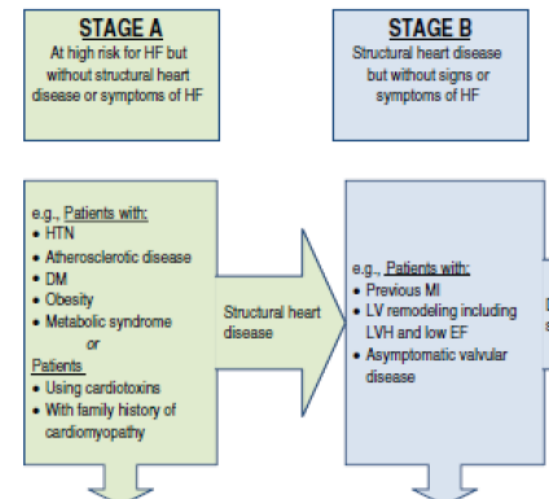 STAGE A
At high risk for HF but
without structural heart
disease or symptoms of HF
STAGE B
Structural heart disease
but without signs or
symptoms of HF
e.g., Patients with:
• HTN
• Atherosclerotic disease
• DM
• Obesity
• Metabolic syndrome
or
Patients
• Using cardiotoxins
• With family history of
cardiomyopathy
Structural heart
disease
e.g., Patients with:
• Previous MI
• LV remodeling including
LVH and low EF
• Asymptomatic valvular
disease